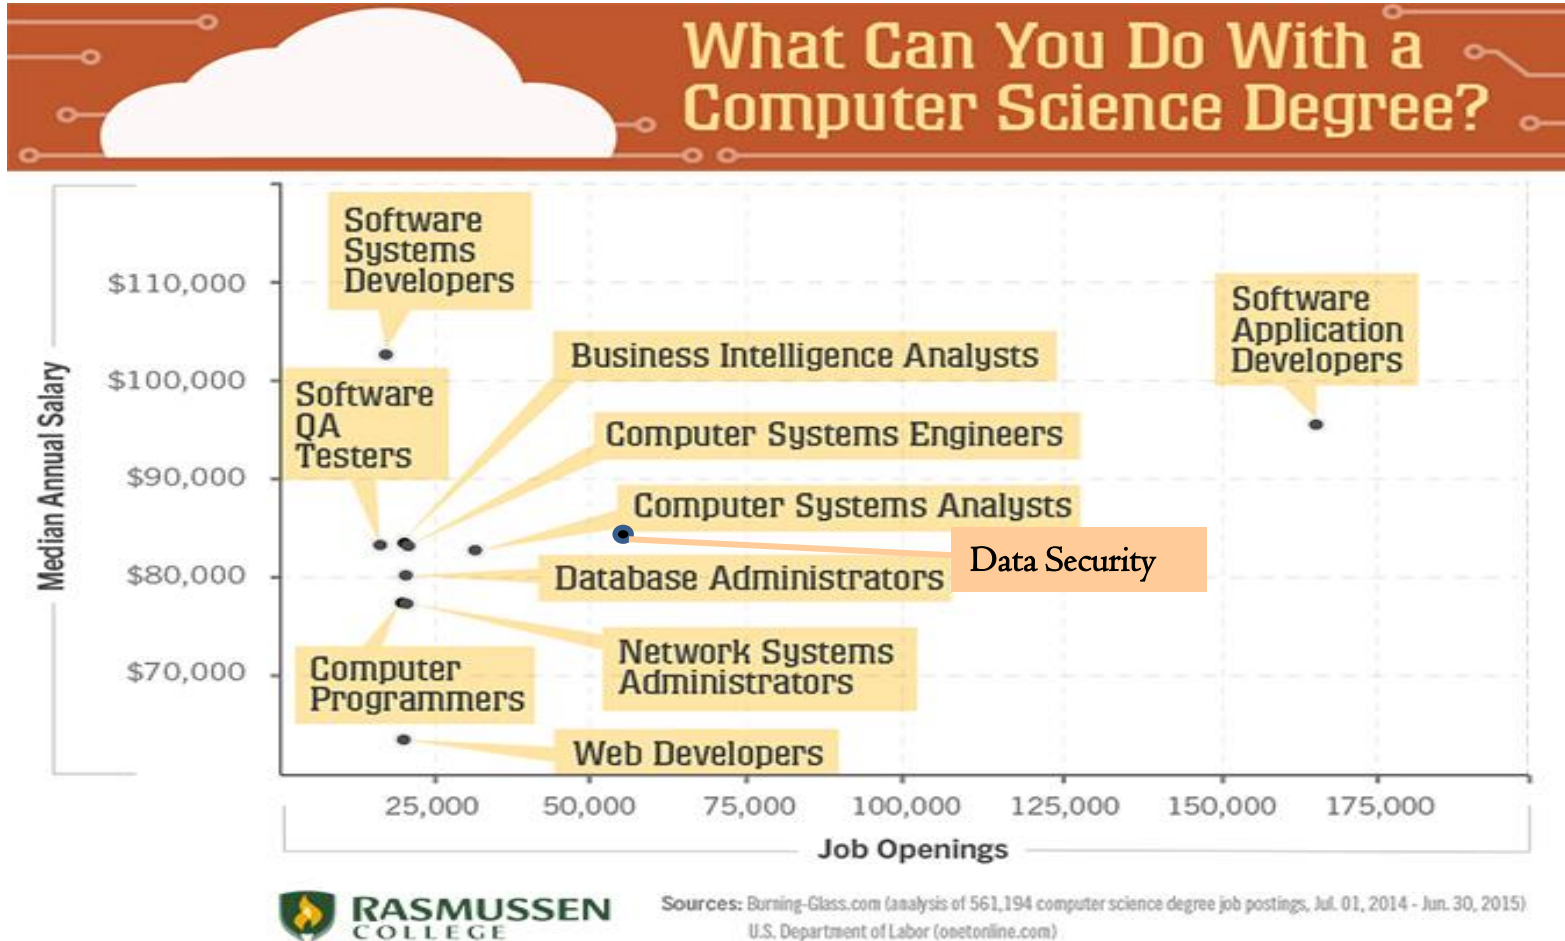 What Can You Do With a
Computer Science Degree?
Software
Systems
Developers
$110,000
Software
Application
Developers
Business Intelligence Analysts
$100,000
Software
QA
Testers
Computer Systems Engineers
$90,000
Computer Systems Analysts
Data Security
$80,000
Database Administrators
Network Systems
Administrators
$70,000
Computer
Programmers
Web Developers
Median Annual Salary
25,000
50,000
75,000
100,000
125,000
150,000
175,000
Job Openings
RASMUSSEN
COLLEGE
Sources: Burning-Glass.com (analysis of 561,194 computer science degree job postings, Jul. 01, 2014 - Jun. 30, 2015)
U.S. Department of Labor (onetonline.com)